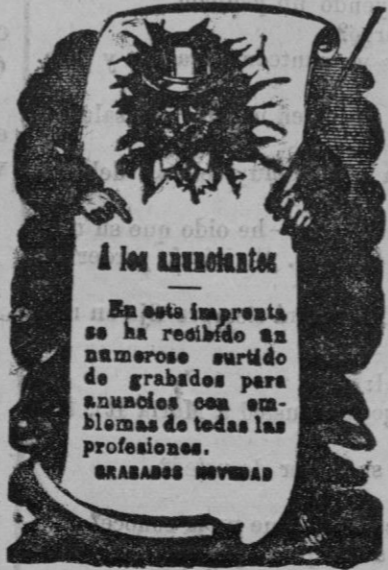 Á los anunciantes
En esta imprenta
se ha recibido un
numeroso surtido
de grabados para
anuncios con em-
blemas de todas las
profesiones.
GRABADOS NOVEDAD